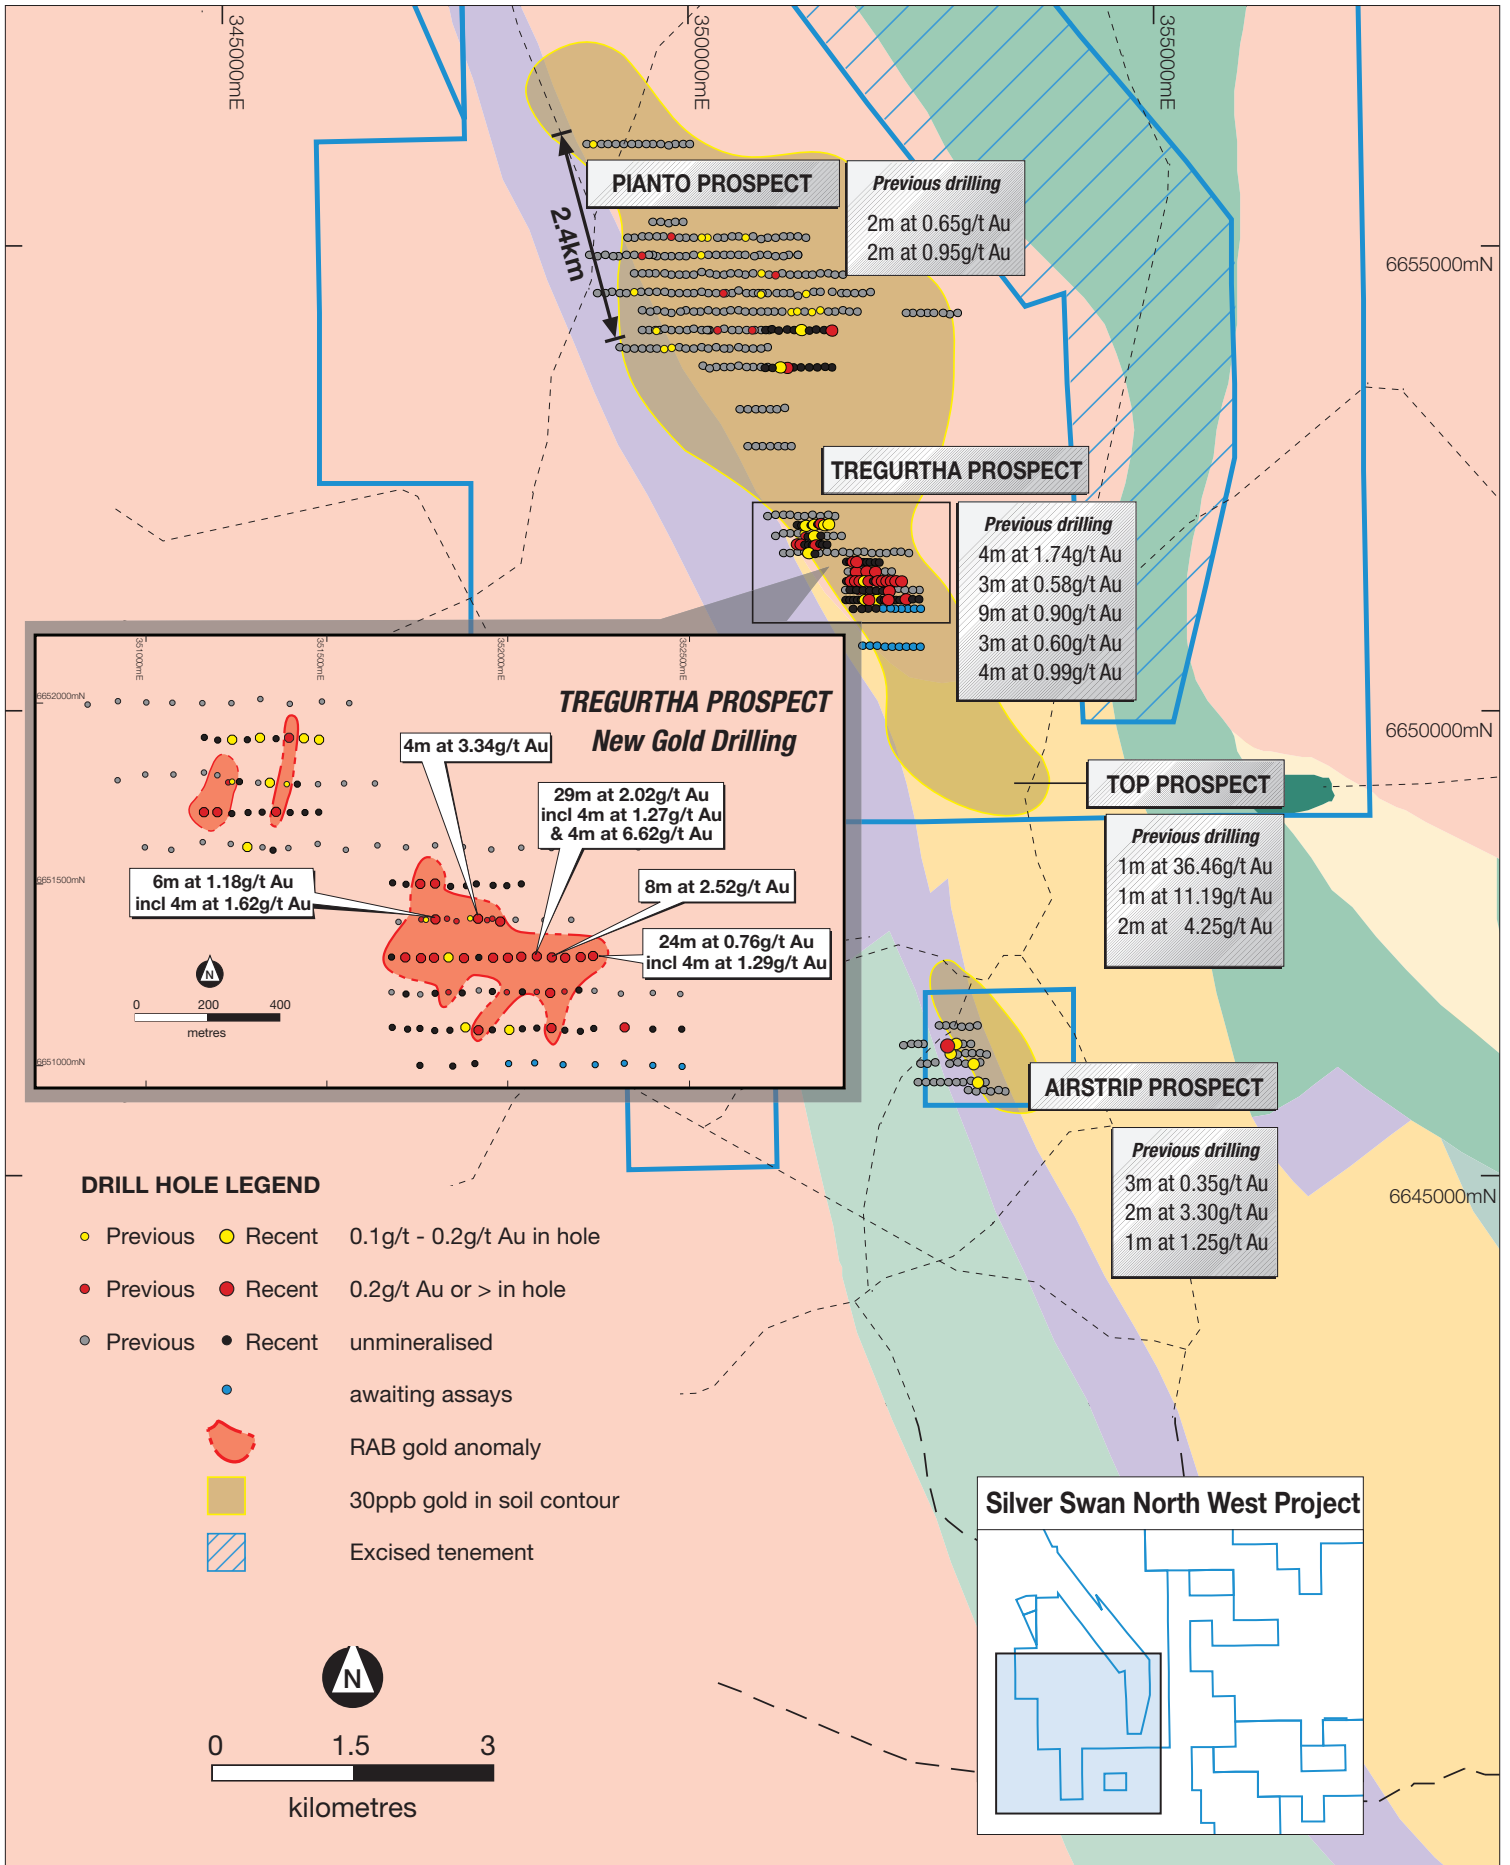 345000mE
350000mE
355000mE
6655000mN
6650000mN
6645000mN
2.4km
PIANTO PROSPECT
Previous drilling
2m at 0.65g/t Au
2m at 0.95g/t Au
TREGURTHA PROSPECT
Previous drilling
4m at 1.74g/t Au
3m at 0.58g/t Au
9m at 0.90g/t Au
3m at 0.60g/t Au
4m at 0.99g/t Au
351000mE
351500mE
352000mE
352500mE
6652000mN
6651500mN
6651000mN
TREGURTHA PROSPECT
New Gold Drilling
4m at 3.34g/t Au
29m at 2.02g/t Au
incl 4m at 1.27g/t Au
& 4m at 6.62g/t Au
6m at 1.18g/t Au
incl 4m at 1.62g/t Au
8m at 2.52g/t Au
24m at 0.76g/t Au
incl 4m at 1.29g/t Au
N
0 200 400
metres
TOP PROSPECT
Previous drilling
1m at 36.46g/t Au
1m at 11.19g/t Au
2m at 4.25g/t Au
AIRSTRIP PROSPECT
Previous drilling
3m at 0.35g/t Au
2m at 3.30g/t Au
1m at 1.25g/t Au
DRILL HOLE LEGEND
Previous Recent 0.1g/t - 0.2g/t Au in hole
Previous Recent 0.2g/t Au or > in hole
Previous Recent unmineralised
awaiting assays
RAB gold anomaly
30ppb gold in soil contour
Excised tenement
N
0 1.5 3
kilometres
Silver Swan North West Project